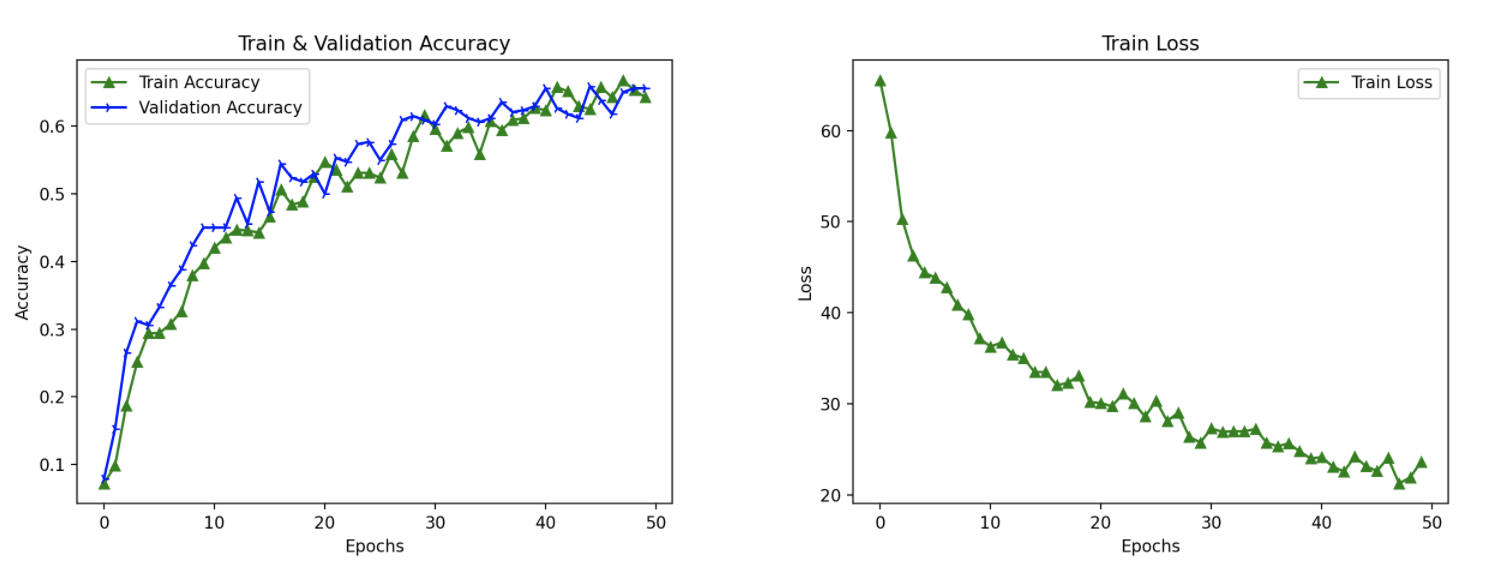 Train & Validation Accuracy
Train Accuracy
Validation Accuracy
Accuracy
0.6
0.5
0.4
0.3
0.2
0.1
0 10 20 30 40 50
Epochs
Train Loss
Train Loss
Loss
60
50
40
30
20
0 10 20 30 40 50
Epochs